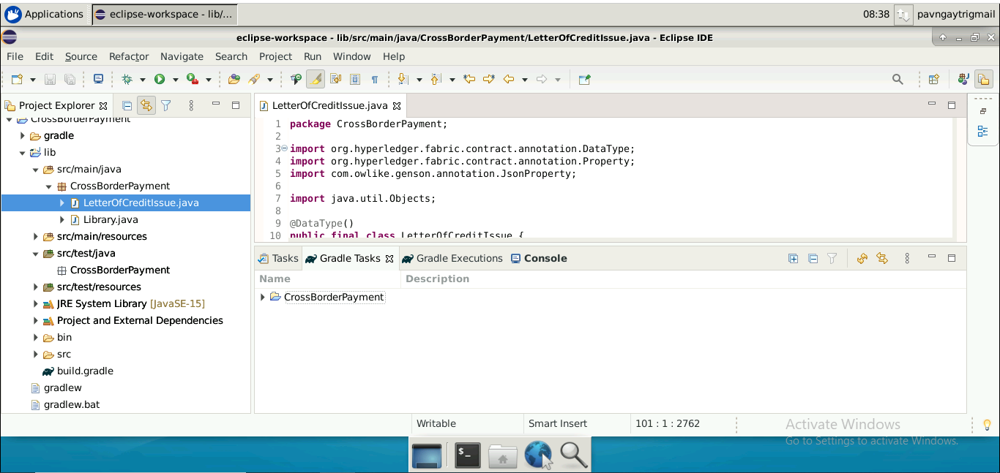 Applications eclipse-workspace - lib/... 08:38 pavngaytrigmail
eclipse-workspace - lib/src/main/java/CrossBorderPayment/LetterOfCreditIssue.java - Eclipse IDE
File Edit Source Refactor Navigate Search Project Run Window Help
Project Explorer
CrossBorderPayment
gradle
lib
src/main/java
CrossBorderPayment
LetterOfCreditIssue.java
Library.java
src/main/resources
src/test/java
CrossBorderPayment
src/test/resources
JRE System Library [JavaSE-15]
Project and External Dependencies
bin
src
build.gradle
gradlew
gradlew.bat
LetterOfCreditIssue.java
1 package CrossBorderPayment;
2
3 import org.hyperledger.fabric.contract.annotation.DataType;
4 import org.hyperledger.fabric.contract.annotation.Property;
5 import com.owlike.genson.annotation.JsonProperty;
6
7 import java.util.Objects;
8
9 @DataType()
10 public final class LetterOfCreditIssue {
Tasks Gradle Tasks Gradle Executions Console
Name Description
CrossBorderPayment
Writable Smart Insert 101 : 1 : 2762
Activate Windows
Go to Settings to activate Windows.
$_